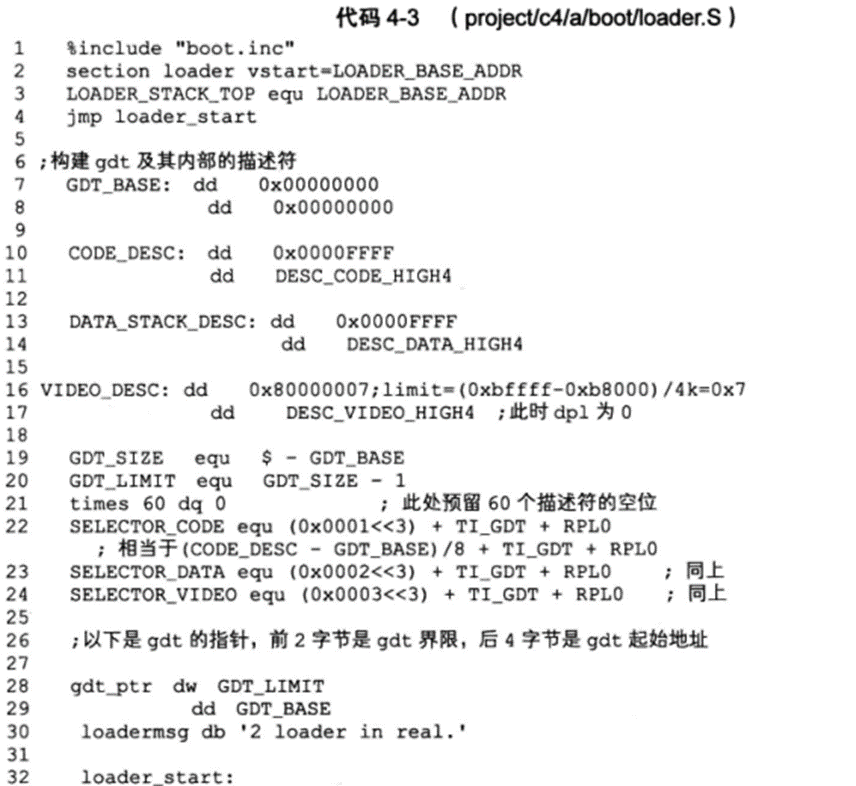 代码 4-3 （project/c4/a/boot/loader.S）
1 %include "boot.inc"
2 section loader vstart=LOADER_BASE_ADDR
3 LOADER_STACK_TOP equ LOADER_BASE_ADDR
4 jmp loader_start
5
6 ;构建 gdt 及其内部的描述符
7 GDT_BASE: dd 0x00000000
8 dd 0x00000000
9
10 CODE_DESC: dd 0x0000FFFF
11 dd DESC_CODE_HIGH4
12
13 DATA_STACK_DESC: dd 0x0000FFFF
14 dd DESC_DATA_HIGH4
15
16 VIDEO_DESC: dd 0x80000007;limit=(0xbffff-0xb8000)/4k=0x7
17 dd DESC_VIDEO_HIGH4 ;此时 dpl 为 0
18
19 GDT_SIZE equ $ - GDT_BASE
20 GDT_LIMIT equ GDT_SIZE - 1
21 times 60 dq 0 ; 此处预留 60 个描述符的空位
22 SELECTOR_CODE equ (0x0001<<3) + TI_GDT + RPL0
; 相当于(CODE_DESC - GDT_BASE)/8 + TI_GDT + RPL0
23 SELECTOR_DATA equ (0x0002<<3) + TI_GDT + RPL0 ; 同上
24 SELECTOR_VIDEO equ (0x0003<<3) + TI_GDT + RPL0 ; 同上
25
26 ;以下是 gdt 的指针，前 2 字节是 gdt 界限，后 4 字节是 gdt 起始地址
27
28 gdt_ptr dw GDT_LIMIT
29 dd GDT_BASE
30 loadermsg db '2 loader in real.'
31
32 loader_start: